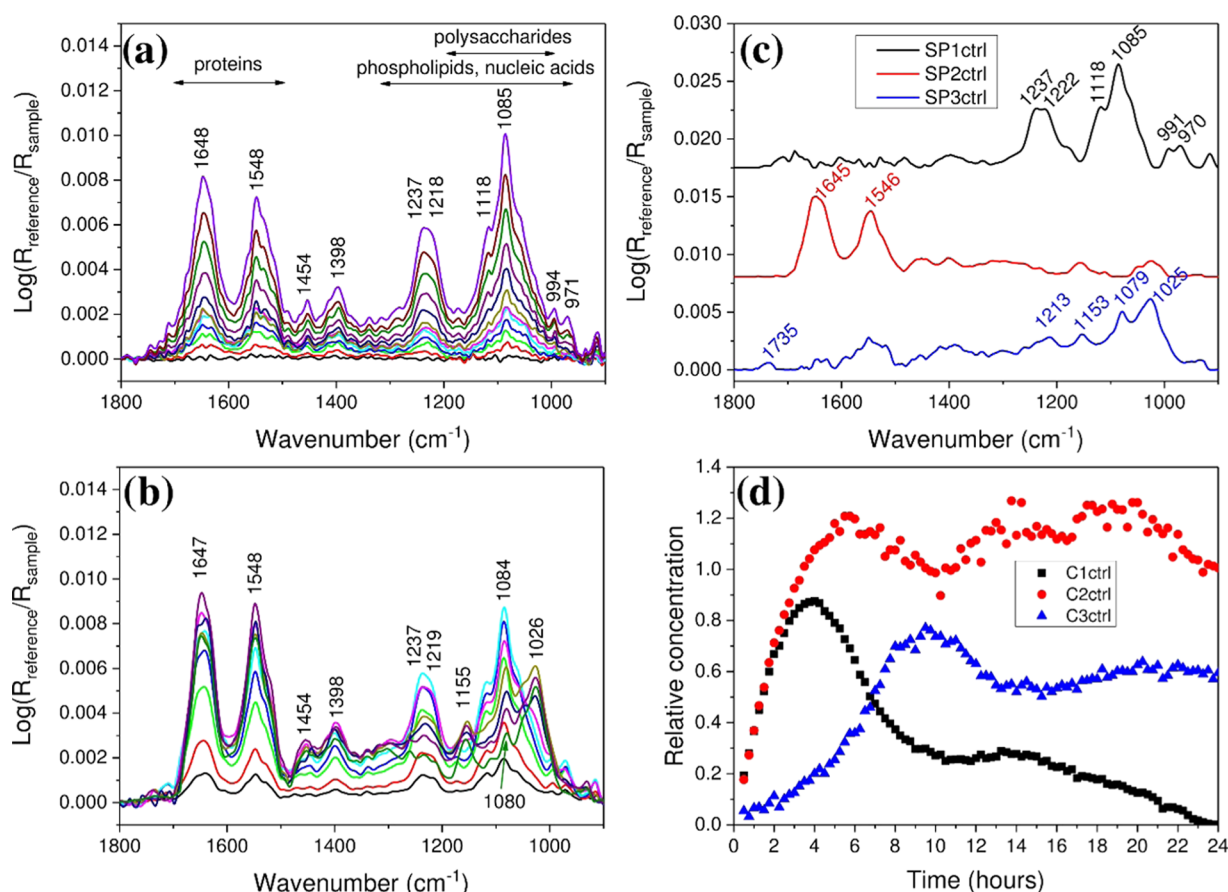 (a)
polysaccharides
proteins
phospholipids, nucleic acids
1648
1548
1454
1398
1237
1218
1118
1085
994
971
Log(R_reference/R_sample)
0.014
0.012
0.010
0.008
0.006
0.004
0.002
0.000
1800 1600 1400 1200 1000
Wavenumber (cm⁻¹)
(c)
SP1ctrl
SP2ctrl
SP3ctrl
1237
1222
1118
1085
991
970
1645
1546
1735
1213
1153
1079
1025
Log(R_reference/R_sample)
0.030
0.025
0.020
0.015
0.010
0.005
0.000
1800 1600 1400 1200 1000
Wavenumber (cm⁻¹)
(b)
1647
1548
1454
1398
1237
1219
1155
1084
1026
1080
Log(R_reference/R_sample)
0.014
0.012
0.010
0.008
0.006
0.004
0.002
0.000
1800 1600 1400 1200 1000
Wavenumber (cm⁻¹)
(d)
C1ctrl
C2ctrl
C3ctrl
Relative concentration
1.4
1.2
1.0
0.8
0.6
0.4
0.2
0.0
0 2 4 6 8 10 12 14 16 18 20 22 24
Time (hours)